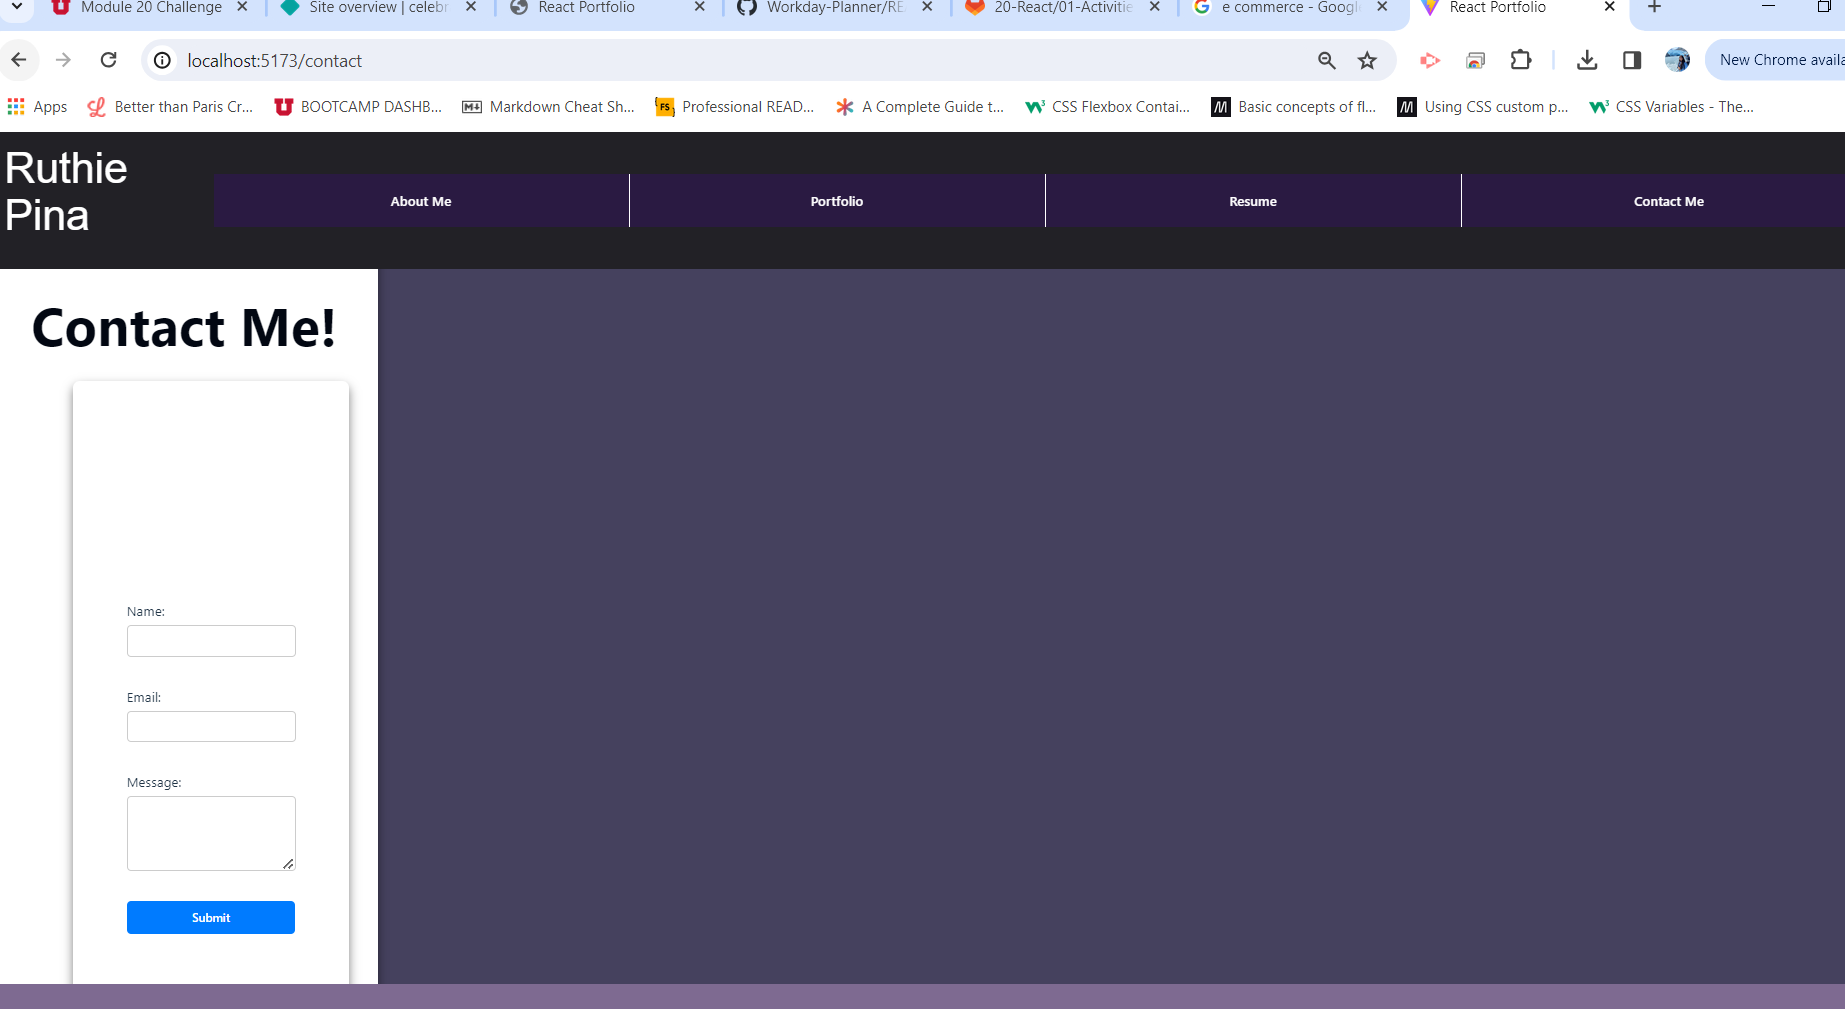 Module 20 Challenge
Site overview | celebr
React Portfolio
Workday-Planner/RE
20-React/01-Activitie
e commerce - Google
React Portfolio
localhost:5173/contact
New Chrome availa
Apps
Better than Paris Cr...
BOOTCAMP DASHB...
Markdown Cheat Sh...
FS
Professional READ...
A Complete Guide t...
CSS Flexbox Contai...
Basic concepts of fl...
Using CSS custom p...
CSS Variables - The...
Ruthie
Pina
About Me
Portfolio
Resume
Contact Me
Contact Me!
Name:
Email:
Message:
Submit